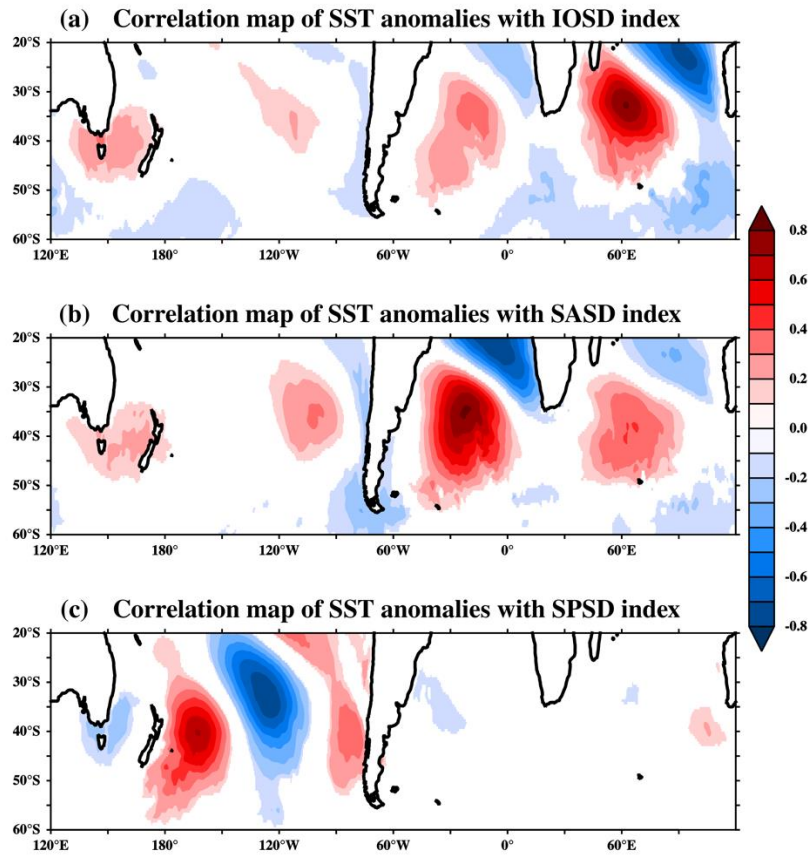 (a) Correlation map of SST anomalies with IOSD index
20°S
30°S
40°S
50°S
60°S
120°E 180° 120°W 60°W 0° 60°E
(b) Correlation map of SST anomalies with SASD index
20°S
30°S
40°S
50°S
60°S
120°E 180° 120°W 60°W 0° 60°E
(c) Correlation map of SST anomalies with SPSD index
20°S
30°S
40°S
50°S
60°S
120°E 180° 120°W 60°W 0° 60°E
0.8
0.6
0.4
0.2
0.0
-0.2
-0.4
-0.6
-0.8